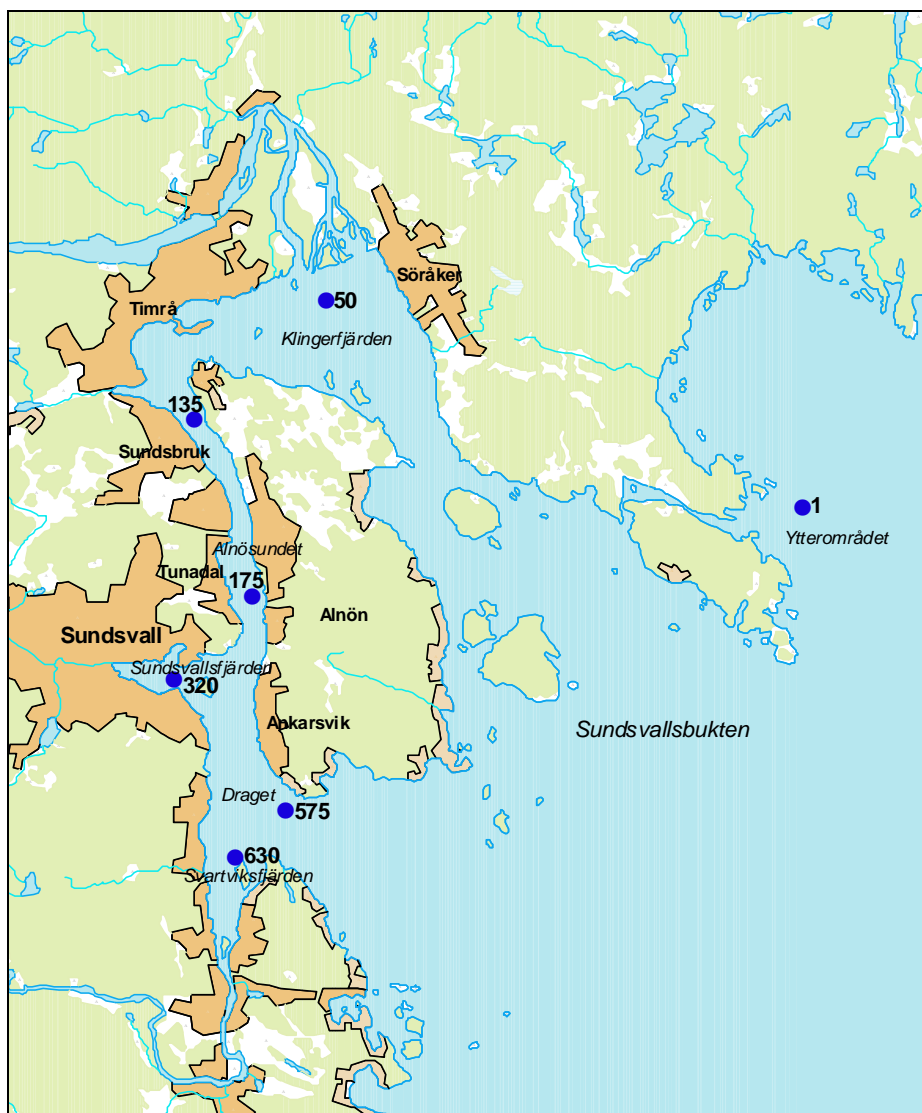 Söråker
50
Timrå
Klingerfjärden
135
Sundsbruk
1
Ytterområdet
Alnösundet
Tunadal
175
Alnön
Sundsvall
Sundsvallsfjärden
320
Ankarsvik
Sundsvallsbukten
Draget
575
630
Svartviksfjärden